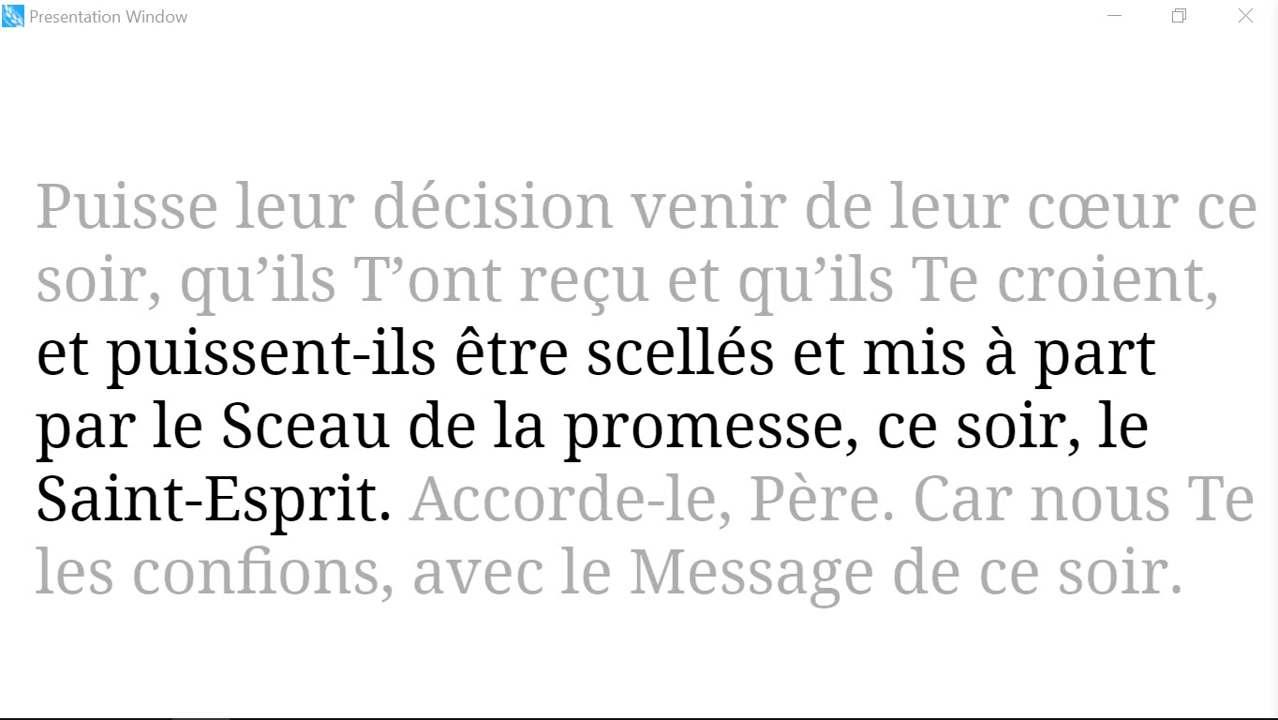 Presentation Window
Puisse leur décision venir de leur cœur ce
soir, qu’ils T’ont reçu et qu’ils Te croient,
et puissent-ils être scellés et mis à part
par le Sceau de la promesse, ce soir, le
Saint-Esprit. Accorde-le, Père. Car nous Te
les confions, avec le Message de ce soir.